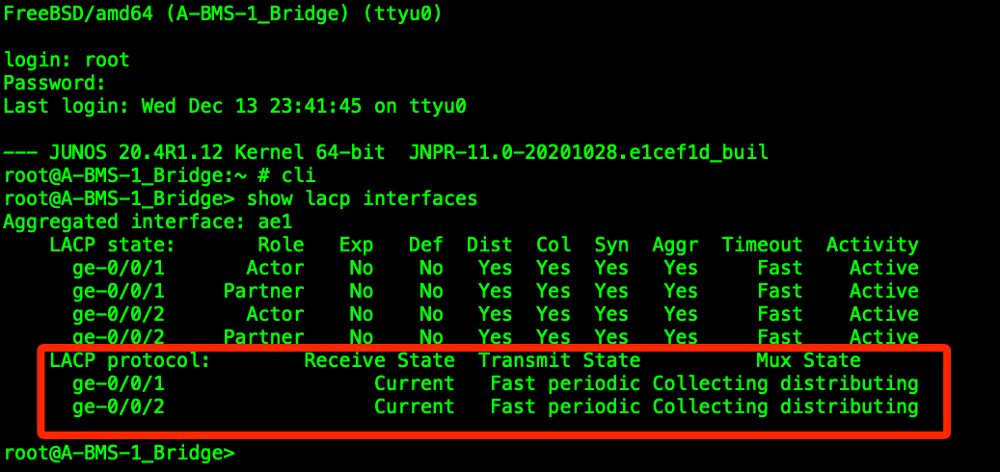 FreeBSD/amd64 (A-BMS-1_Bridge) (ttyu0)
login: root
Password:
Last login: Wed Dec 13 23:41:45 on ttyu0
--- JUNOS 20.4R1.12 Kernel 64-bit  JNPR-11.0-20201028.e1cef1d_buil
root@A-BMS-1_Bridge:~ # cli
root@A-BMS-1_Bridge> show lacp interfaces
Aggregated interface: ae1
    LACP state:       Role   Exp   Def  Dist  Col  Syn  Aggr  Timeout  Activity
      ge-0/0/1       Actor    No    No   Yes  Yes  Yes   Yes     Fast    Active
      ge-0/0/1     Partner    No    No   Yes  Yes  Yes   Yes     Fast    Active
      ge-0/0/2       Actor    No    No   Yes  Yes  Yes   Yes     Fast    Active
      ge-0/0/2     Partner    No    No   Yes  Yes  Yes   Yes     Fast    Active
    LACP protocol:        Receive State  Transmit State          Mux State
      ge-0/0/1                  Current   Fast periodic Collecting distributing
      ge-0/0/2                  Current   Fast periodic Collecting distributing
root@A-BMS-1_Bridge>